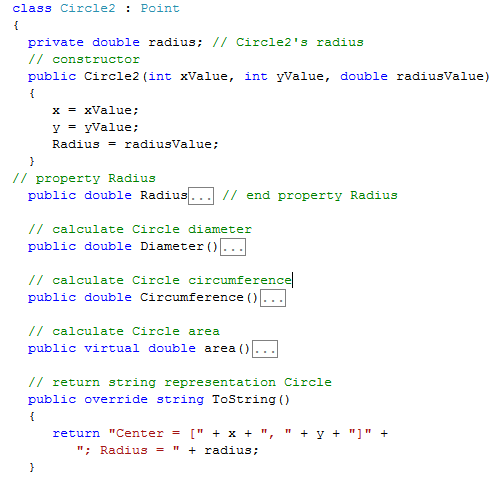 class Circle2 : Point
{
private double radius; // Circle2's radius
// constructor
public Circle2(int xValue, int yValue, double radiusValue)
{
x = xValue;
y = yValue;
Radius = radiusValue;
}
// property Radius
public double Radius... // end property Radius
// calculate Circle diameter
public double Diameter()...
// calculate Circle circumference
public double Circumference()...
// calculate Circle area
public virtual double area()...
// return string representation Circle
public override string ToString()
{
return "Center = [" + x + ", " + y + "]" +
"; Radius = " + radius;
}